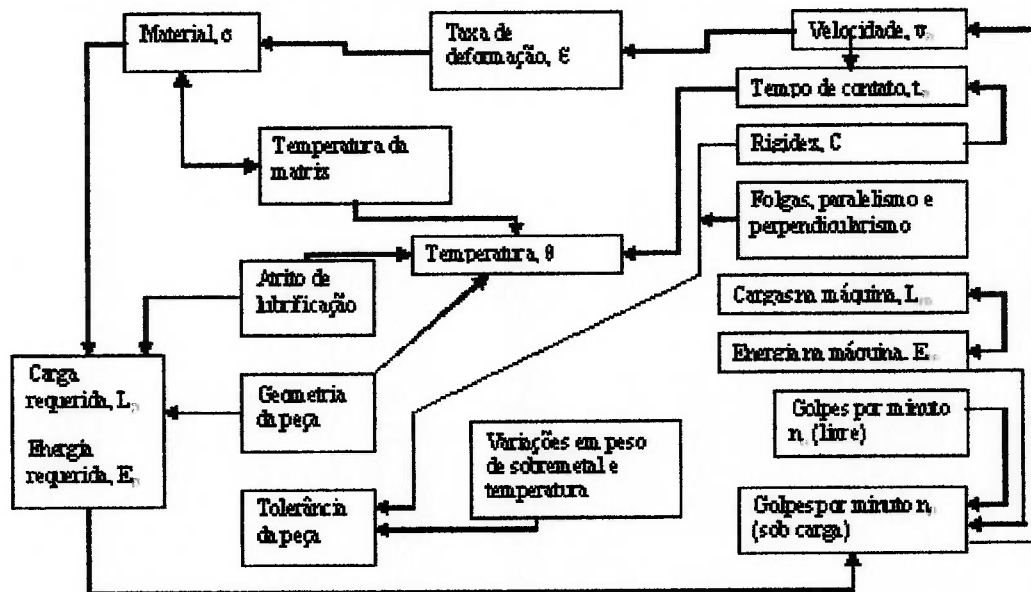 Material, σ
Taxa de
deformação, Ɛ
Velocidade, v
Tempo de contato, t
Rigidex, C
Temperatura da
matrix
Folgas, paralelismo e
perpendicularismo
Temperatura, θ
Atrito de
lubrificação
Cargas na máquina, L
Energia na máquina, E
Carga
requerida, L
Energia
requerida, E
Geometria
da peça
Golpes por minuto
n (livre)
Variações em peso
de sobremetal e
temperatura
Tolerância
da peça
Golpes por minuto n
(sob carga)